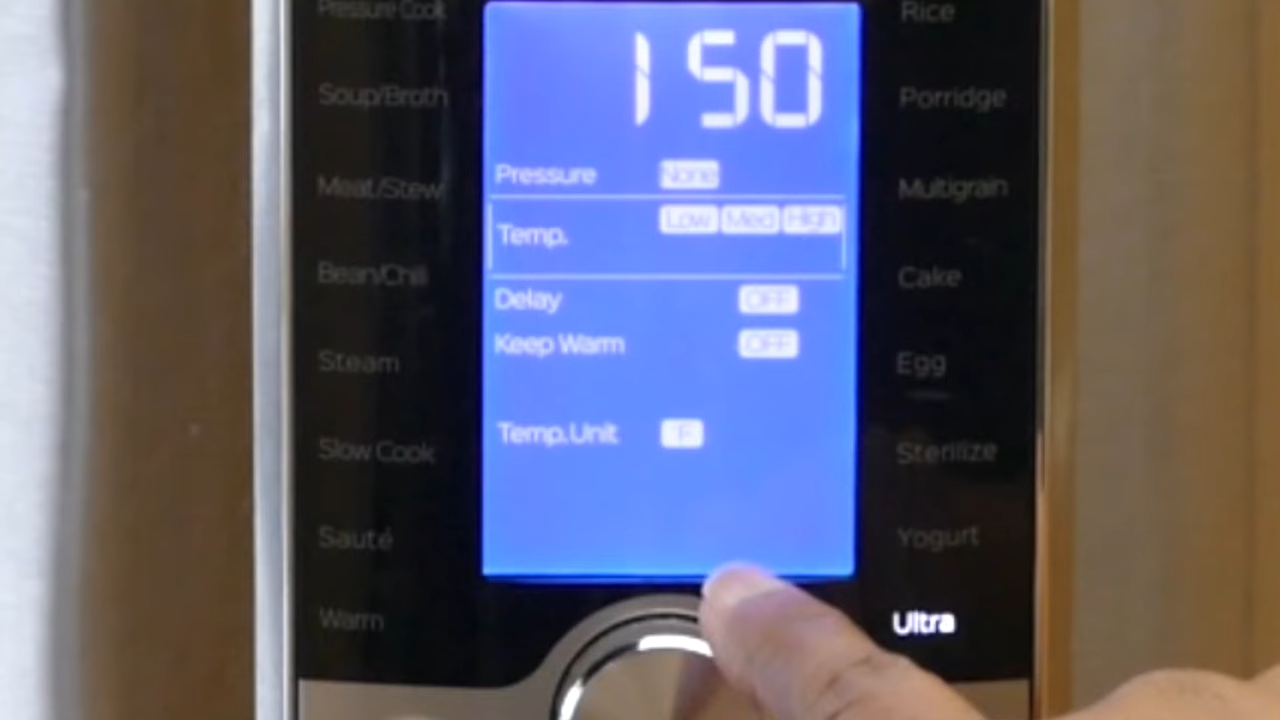 Pressure Cook
Soup/Broth
Meat/Stew
Bean/Chili
Steam
Slow Cook
Sauté
Warm
150
Pressure None
Temp. Low Med High
Delay OFF
Keep Warm OFF
Temp.Unit F
Rice
Porridge
Multigrain
Cake
Egg
Sterilize
Yogurt
Ultra